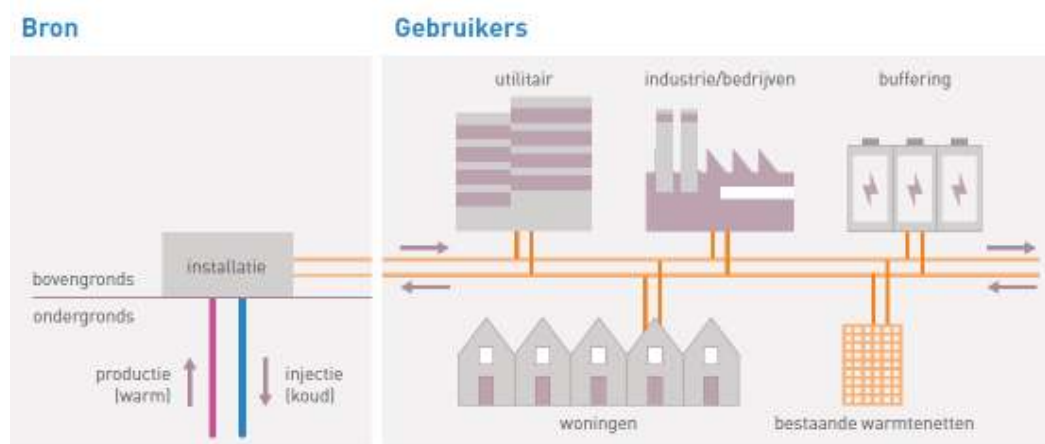 Bron
Gebruikers
utilitair
industrie/bedrijven
buffering
installatie
bovengronds
ondergronds
productie
(warm)
injectie
(koud)
woningen
bestaande warmtenetten